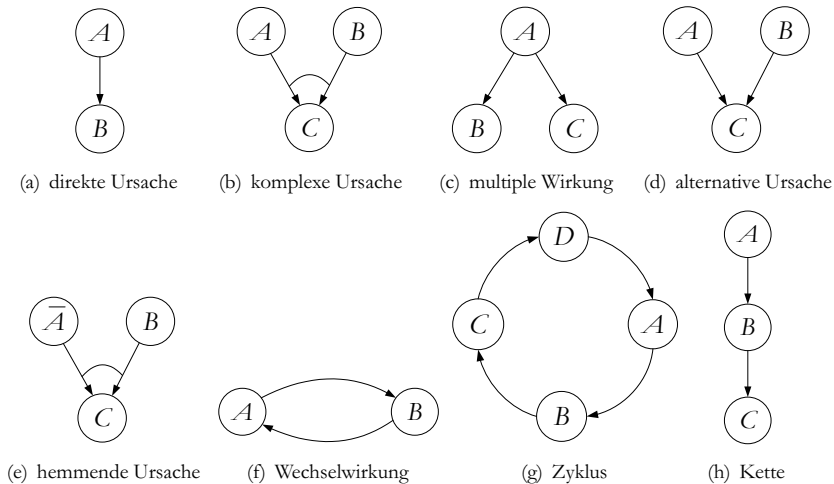 A
A
B
A
A
B
B
C
B
C
C
(a) direkte Ursache
(b) komplexe Ursache
(c) multiple Wirkung
(d) alternative Ursache
D
A
A̅
B
C
A
B
C
A
B
B
C
(e) hemmende Ursache
(f) Wechselwirkung
(g) Zyklus
(h) Kette